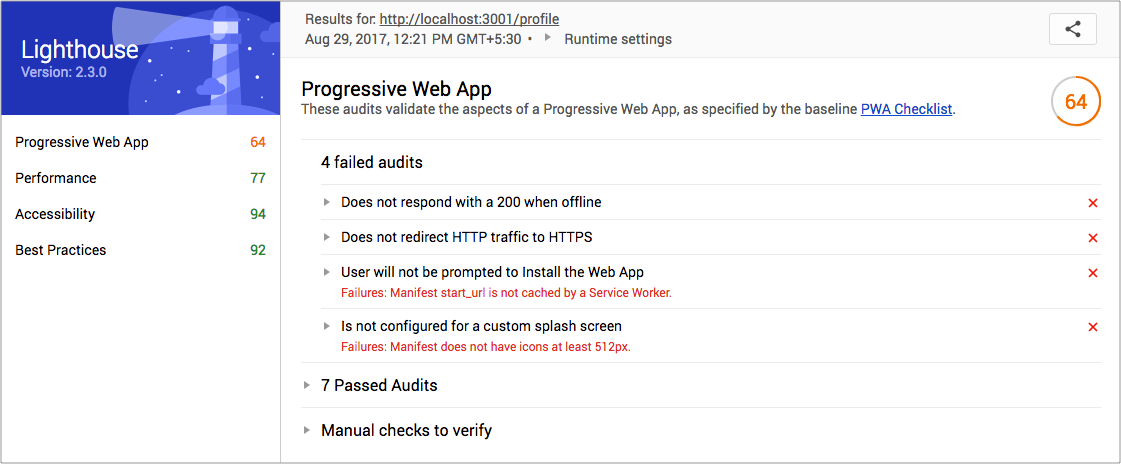 Lighthouse
Version: 2.3.0
Progressive Web App 64
Performance 77
Accessibility 94
Best Practices 92
Results for: http://localhost:3001/profile
Aug 29, 2017, 12:21 PM GMT+5:30 • Runtime settings
Progressive Web App
These audits validate the aspects of a Progressive Web App, as specified by the baseline PWA Checklist.
64
4 failed audits
Does not respond with a 200 when offline
Does not redirect HTTP traffic to HTTPS
User will not be prompted to Install the Web App
Failures: Manifest start_url is not cached by a Service Worker.
Is not configured for a custom splash screen
Failures: Manifest does not have icons at least 512px.
7 Passed Audits
Manual checks to verify